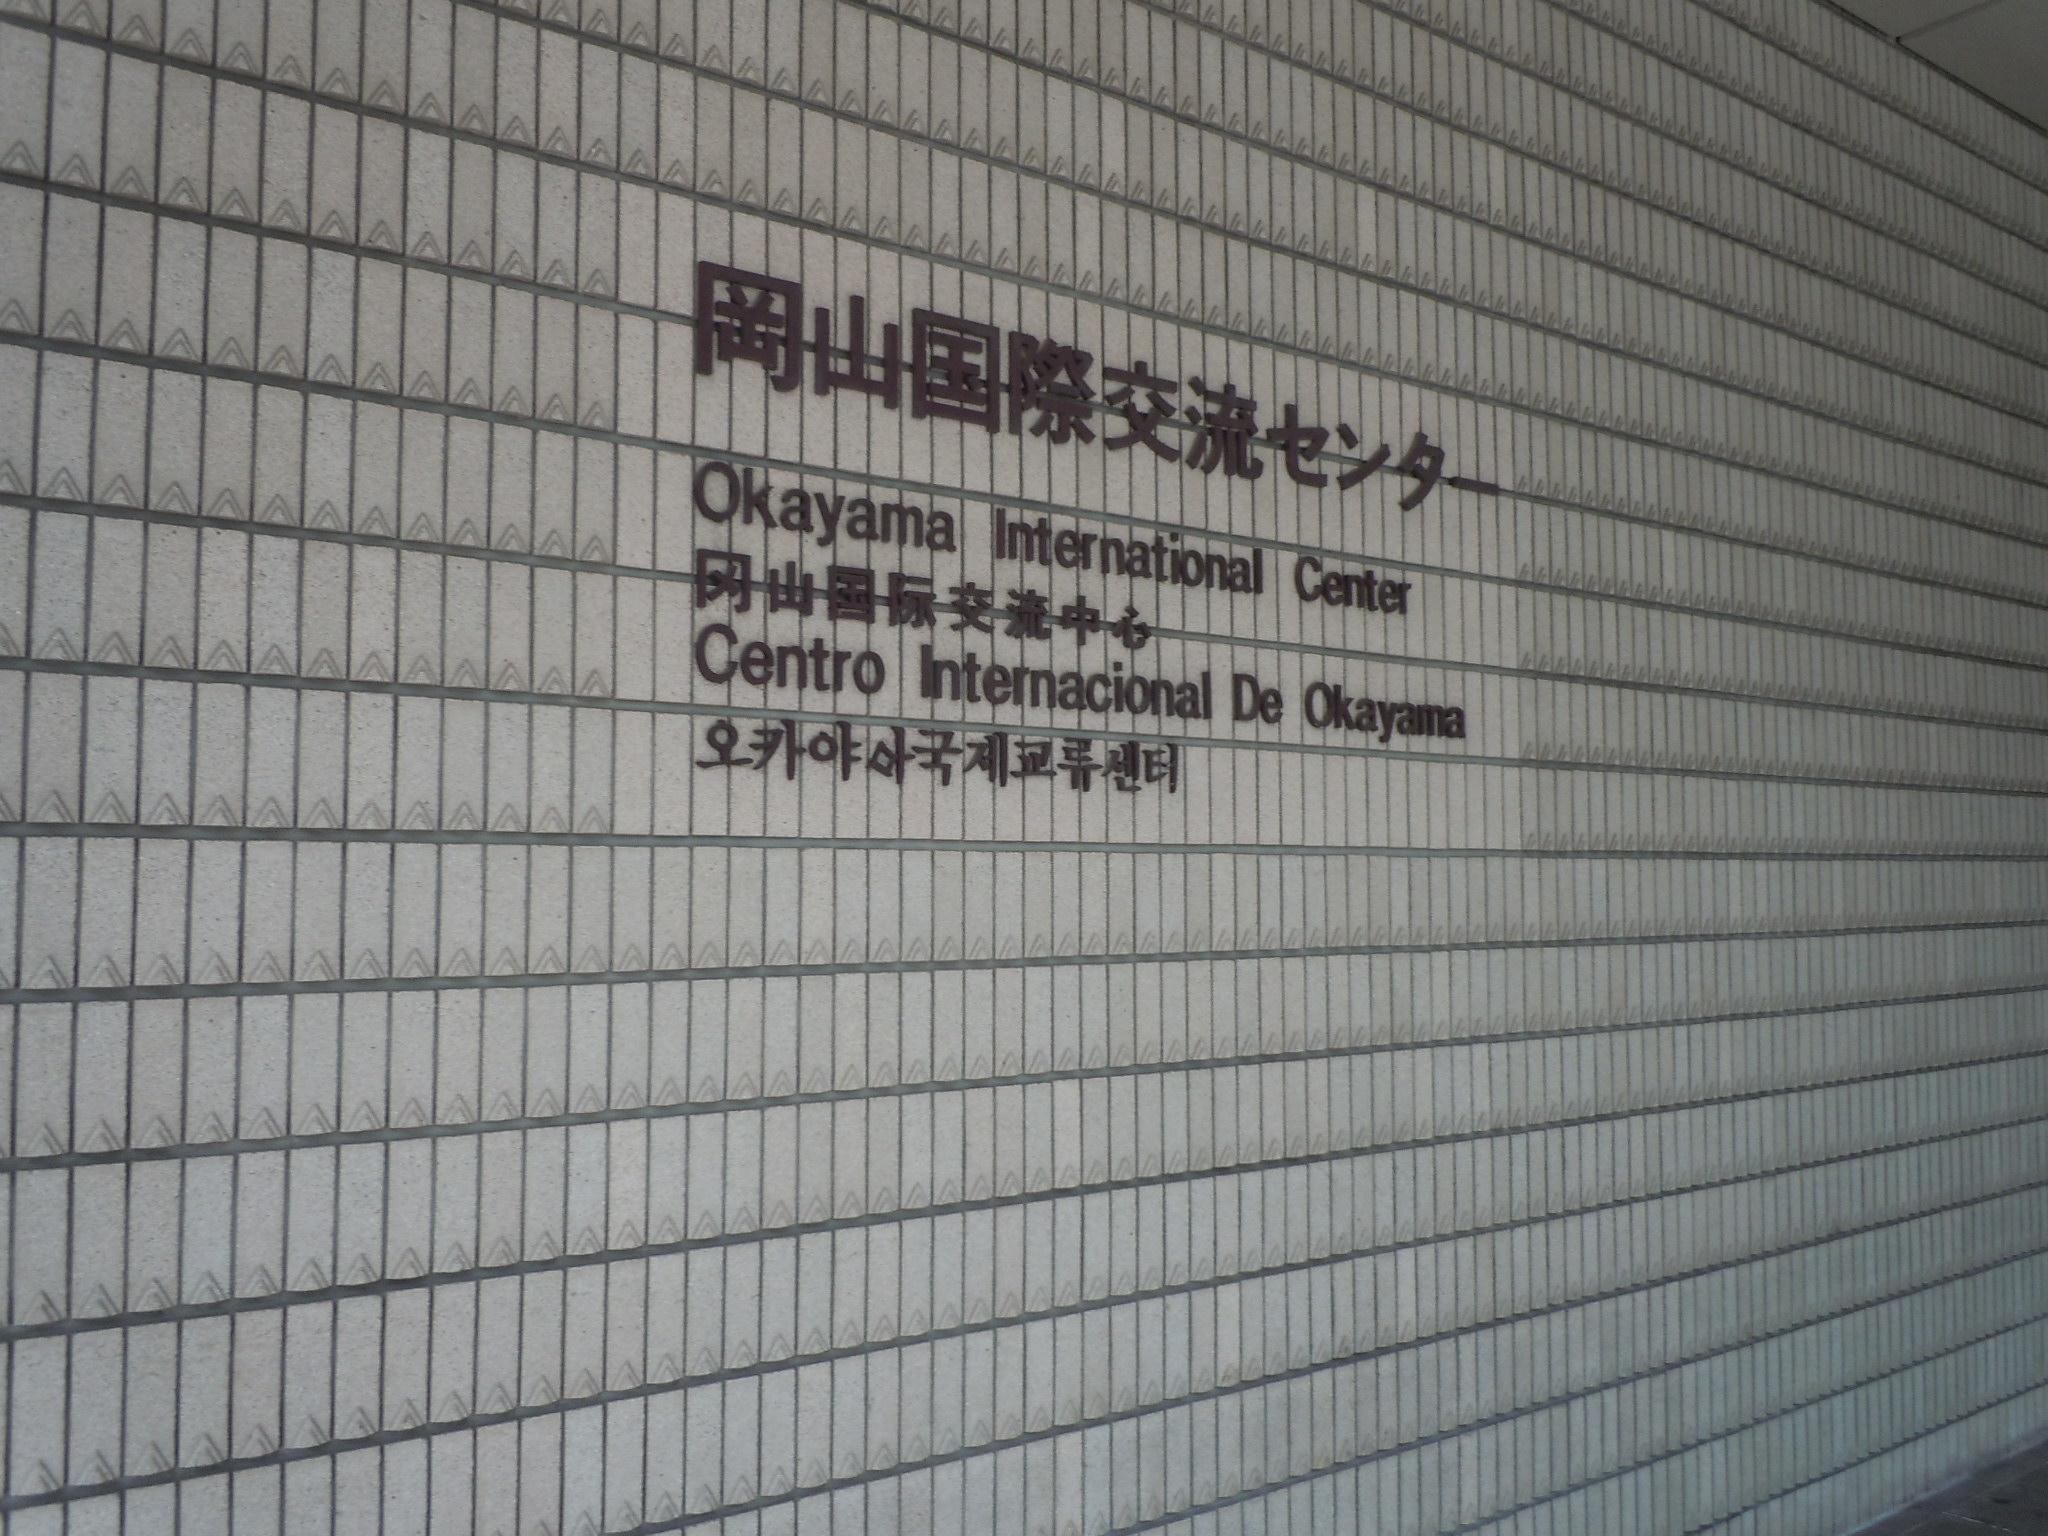 岡山国際交流センター
Okayama International Center
冈山国际交流中心
Centro Internacional De Okayama
오카야마국제교류센터